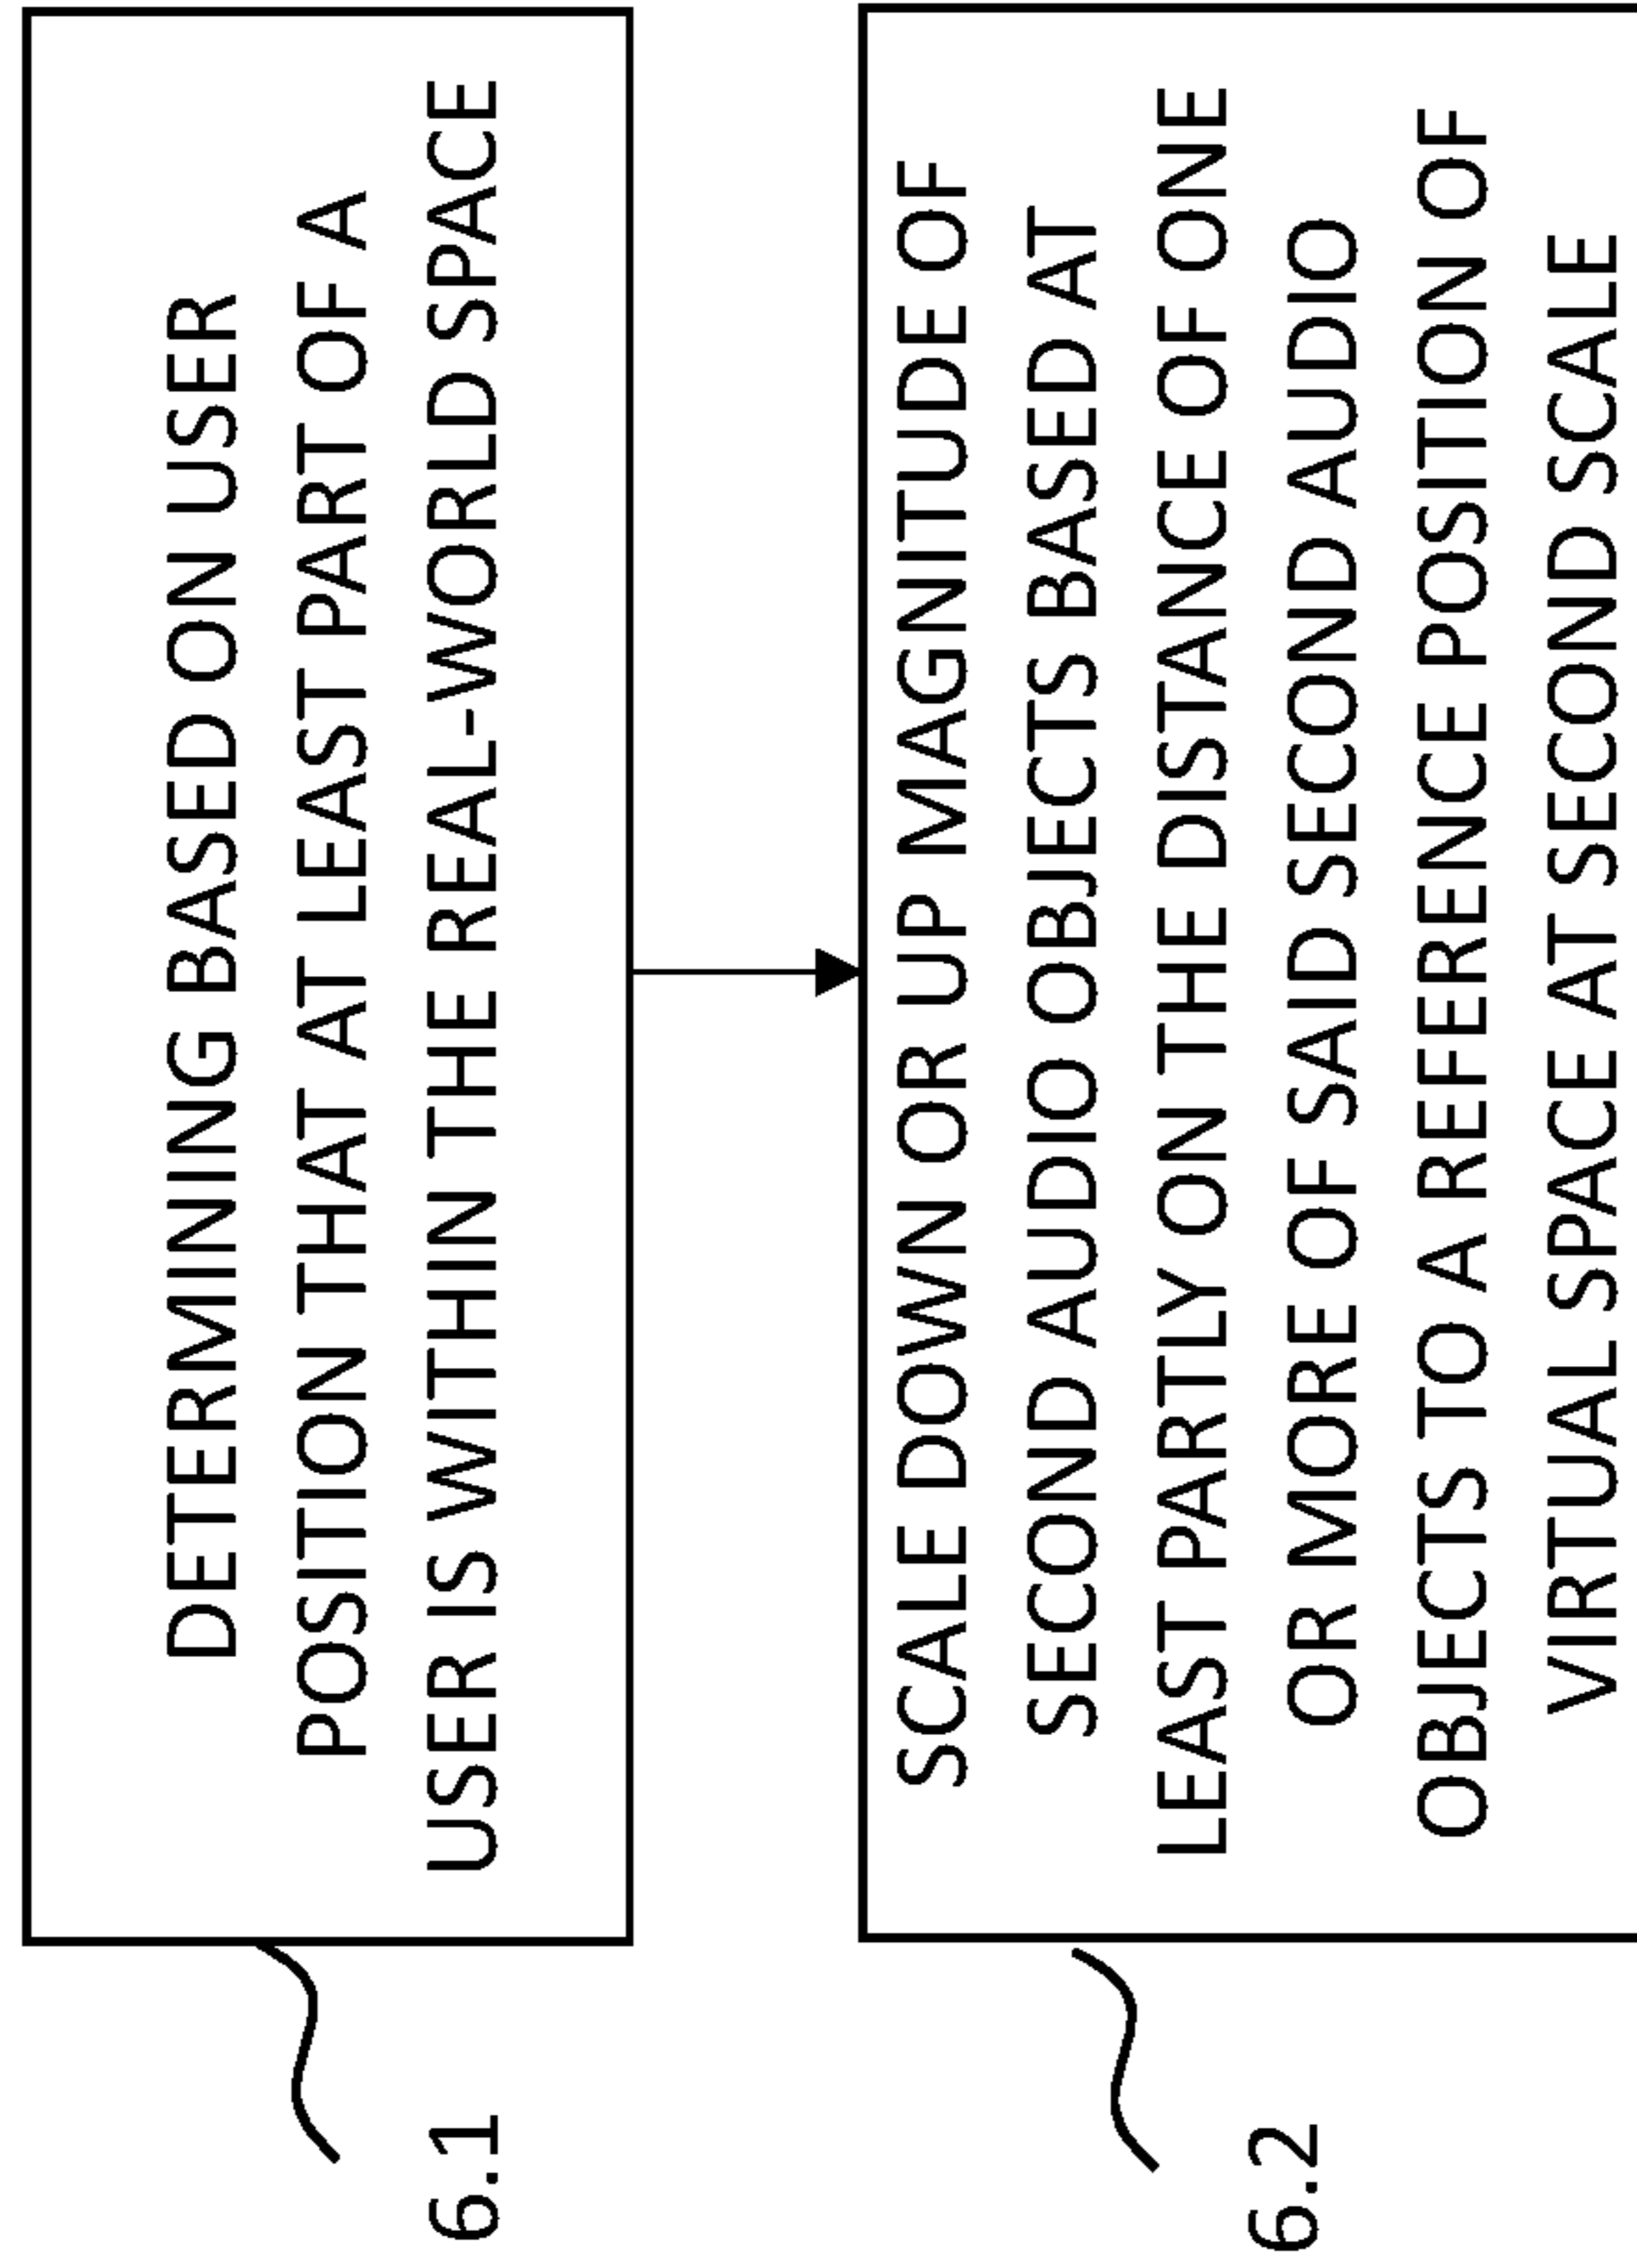 DETERMINING BASED ON USER
POSITION THAT AT LEAST PART OF A
USER IS WITHIN THE REAL-WORLD SPACE
6.1
SCALE DOWN OR UP MAGNITUDE OF
SECOND AUDIO OBJECTS BASED AT
LEAST PARTLY ON THE DISTANCE OF ONE
OR MORE OF SAID SECOND AUDIO
OBJECTS TO A REFERENCE POSITION OF
VIRTUAL SPACE AT SECOND SCALE
6.2